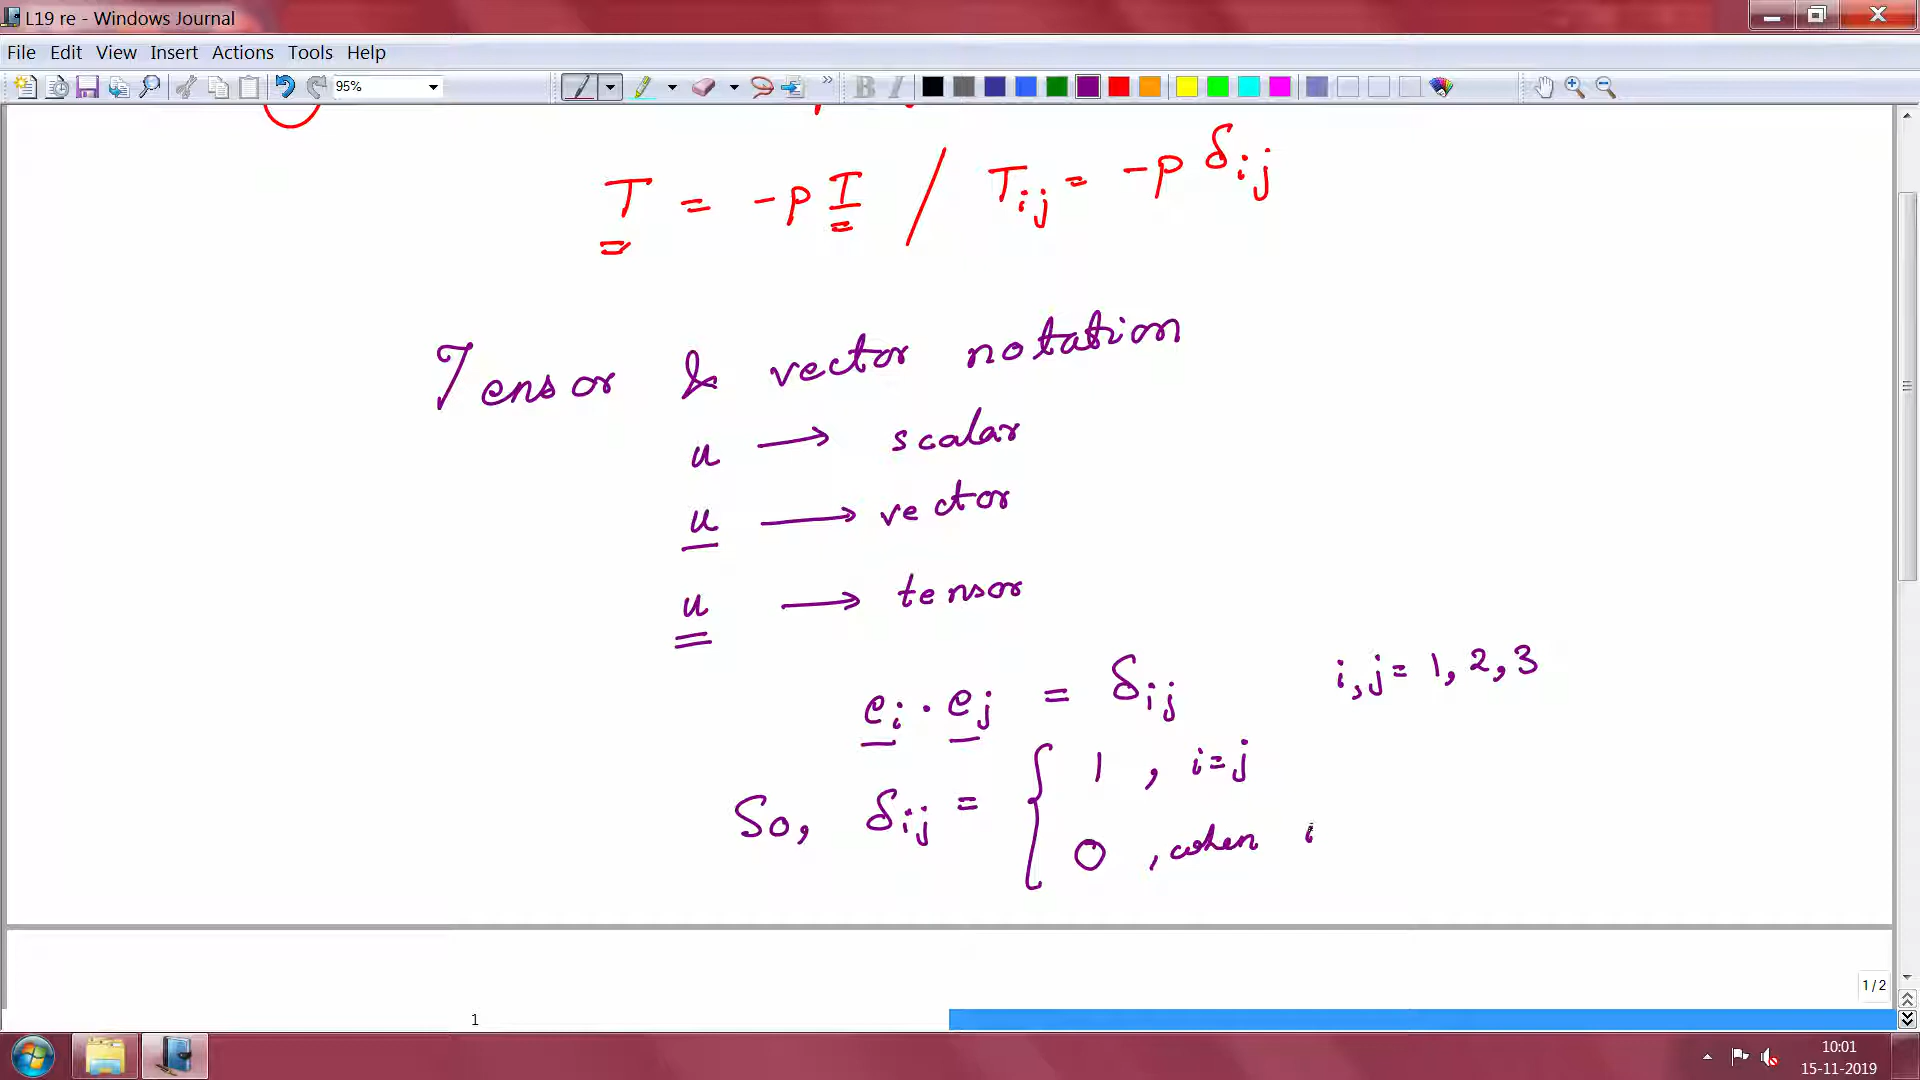 L19 re - Windows Journal
File Edit View Insert Actions Tools Help
95%
B I
T = -p I / Tij = -p δij
Tensor & vector notation
u → scalar
u → vector
u → tensor
ei · ej = δij i,j = 1, 2, 3
So, δij = { 1 , i=j
0 , when i
1 / 2
1
10:01
15-11-2019